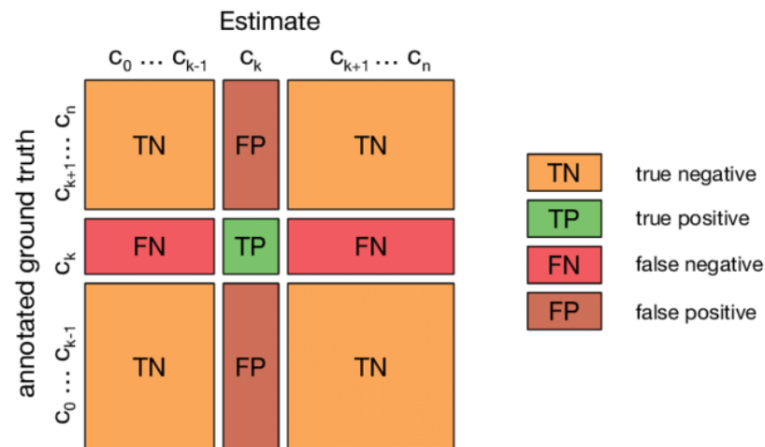 Estimate
c0 ... ck-1 ck ck+1 ... cn
annotated ground truth
ck+1 ... cn
TN FP TN
ck
FN TP FN
c0 ... ck-1
TN FP TN
TN true negative
TP true positive
FN false negative
FP false positive